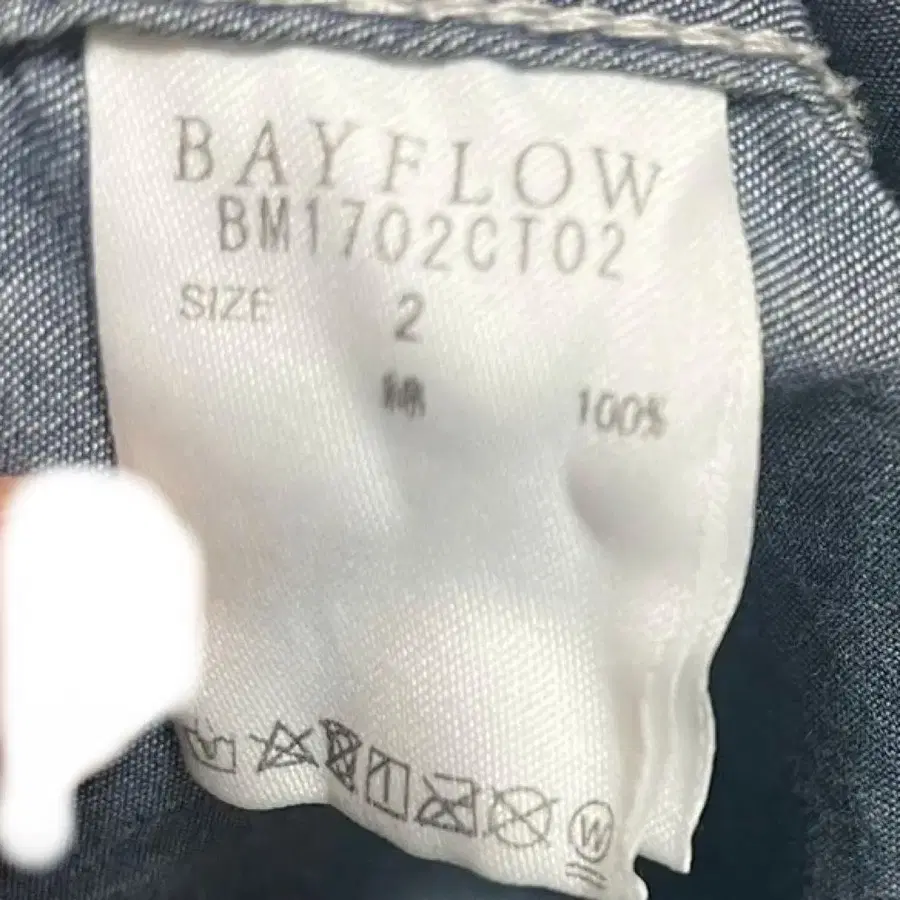 BAYFLOW
BM1702CT02
SIZE 2
綿 100%
W